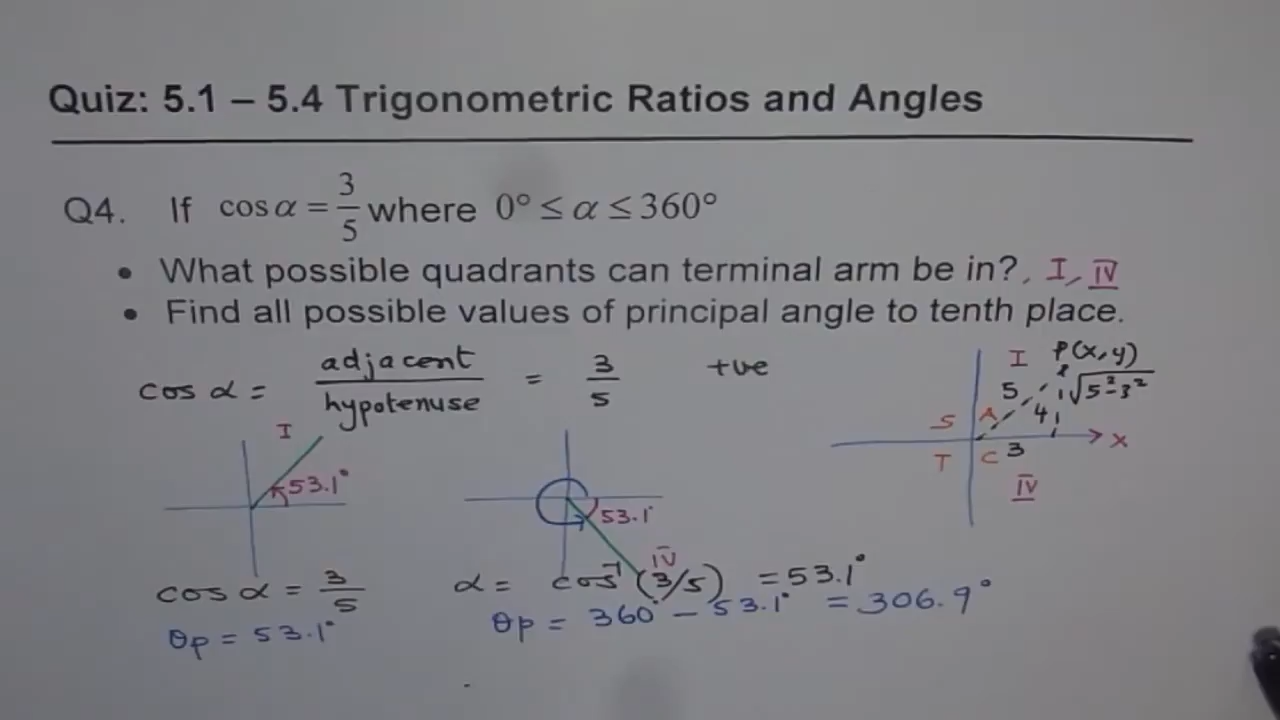 Quiz: 5.1 – 5.4 Trigonometric Ratios and Angles
Q4. If cos α = 3/5 where 0° ≤ α ≤ 360°
• What possible quadrants can terminal arm be in?, I, IV
• Find all possible values of principal angle to tenth place.
cos α = adjacent/hypotenuse = 3/5 +ve
I P(x,y)
5 √5²-3²
S A 4
X
T C 3
IV
I
53.1°
53.1°
IV
cos α = 3/5
α = cos⁻¹ (3/5) = 53.1°
θp = 53.1°
θp = 360° – 53.1° = 306.9°